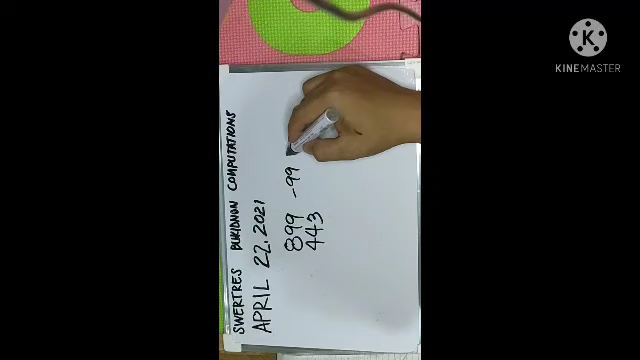 SWERTRES BUKIDNON COMPUTATIONS
APRIL 22, 2021
899 - 99
443
KINEMASTER